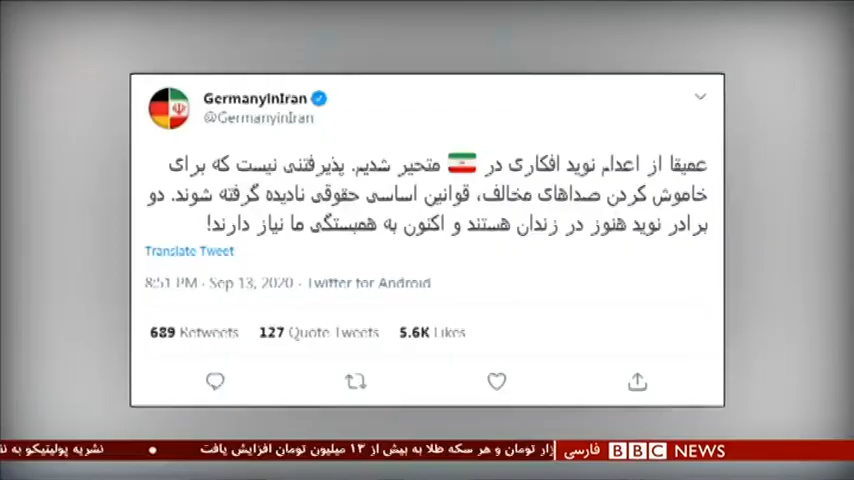 GermanyInIran
@GermanyinIran
عمیقا از اعدام نوید افکاری در 🇮🇷 متحیر شدیم. پذیرفتنی نیست که برای
خاموش کردن صداهای مخالف، قوانین اساسی حقوقی نادیده گرفته شوند. دو
برادر نوید هنوز در زندان هستند و اکنون به همبستگی ما نیاز دارند!
Translate Tweet
8:51 PM · Sep 13, 2020 · Twitter for Android
689 Retweets 127 Quote Tweets 5.6K Likes
BBC NEWS فارسی
زار تومان و هر سکه طلا به بیش از ۱۳ میلیون تومان افزایش یافت
نشریه پولیتیکو به نق